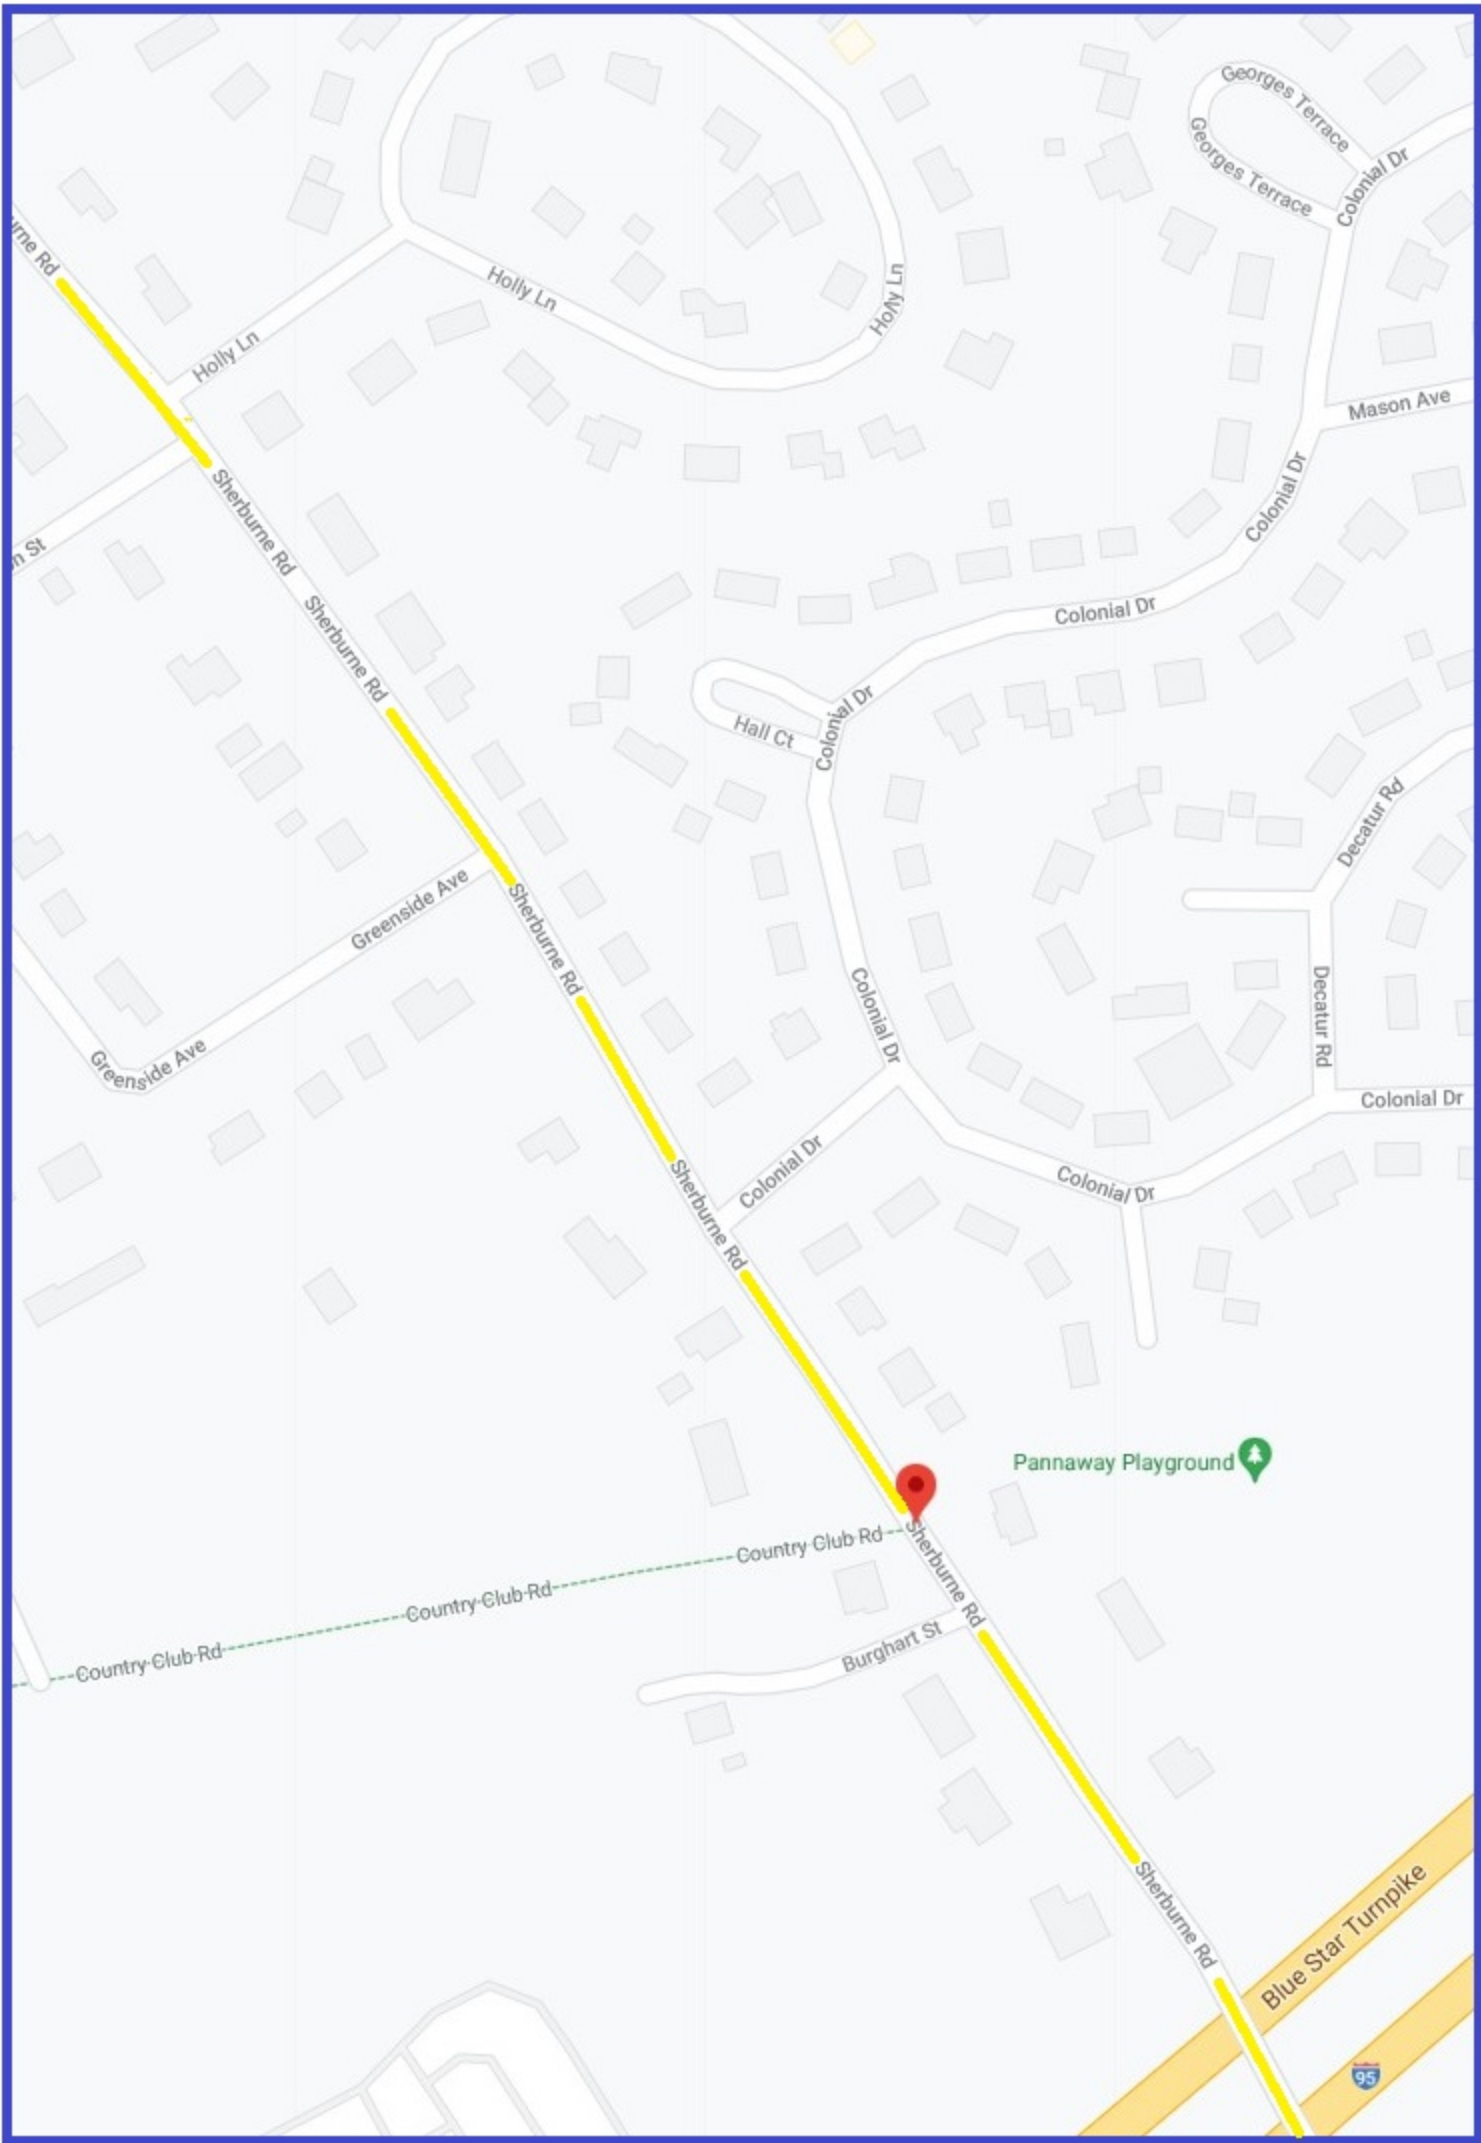 Georges Terrace
Georges Terrace
Colonial Dr
Holly Ln
Holly Ln
Holly Ln
Mason Ave
Colonial Dr
Sherburne Rd
Sherburne Rd
Colonial Dr
Colonial Dr
Hall Ct
Decatur Rd
Greenside Ave
Sherburne Rd
Colonial Dr
Decatur Rd
Greenside Ave
Colonial Dr
Colonial Dr
Colonial Dr
Sherburne Rd
Pannaway Playground
Country Club Rd
Country Club Rd
Country Club Rd
Sherburne Rd
Burghart St
Sherburne Rd
Blue Star Turnpike
95